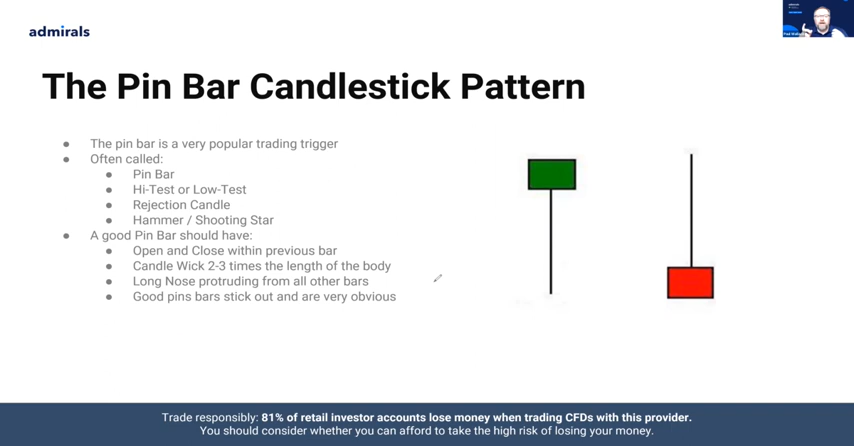 admirals
The Pin Bar Candlestick Pattern
The pin bar is a very popular trading trigger
Often called:
Pin Bar
Hi-Test or Low-Test
Rejection Candle
Hammer / Shooting Star
A good Pin Bar should have:
Open and Close within previous bar
Candle Wick 2-3 times the length of the body
Long Nose protruding from all other bars
Good pins bars stick out and are very obvious
Trade responsibly: 81% of retail investor accounts lose money when trading CFDs with this provider.
You should consider whether you can afford to take the high risk of losing your money.